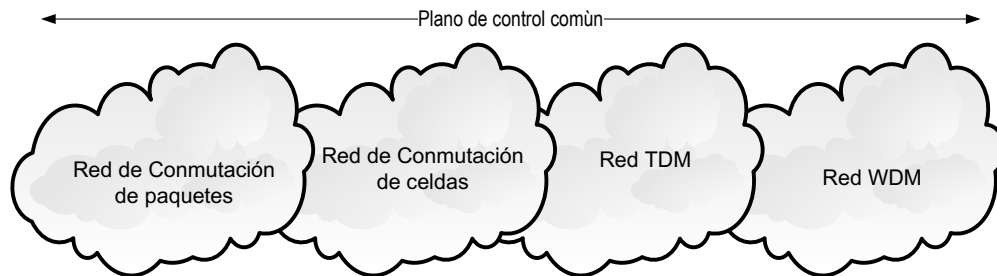 Plano de control comùn
Red de Conmutación
de paquetes
Red de Conmutación
de celdas
Red TDM
Red WDM